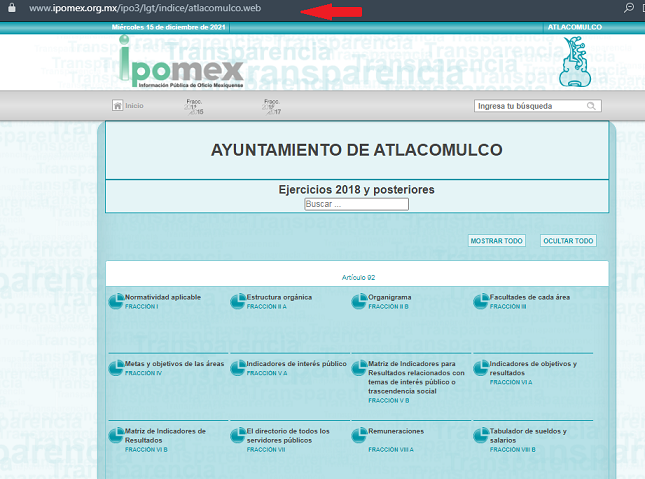 www.ipomex.org.mx/ipo3/lgt/indice/atlacomulco.web
Miércoles 15 de diciembre de 2021
ATLACOMULCO
Transparencia
ipomex
Información Pública de Oficio Mexiquense
Inicio
Fracc.
Fracc.
Ingresa tu búsqueda
AYUNTAMIENTO DE ATLACOMULCO
Ejercicios 2018 y posteriores
Buscar ...
MOSTRAR TODO
OCULTAR TODO
Artículo 92
Normatividad aplicable
FRACCIÓN I
Estructura orgánica
FRACCIÓN II A
Organigrama
FRACCIÓN II B
Facultades de cada área
FRACCIÓN III
Metas y objetivos de las áreas
FRACCIÓN IV
Indicadores de interés público
FRACCIÓN V A
Matriz de Indicadores para
Resultados relacionados con
temas de interés público o
trascendencia social
FRACCIÓN V B
Indicadores de objetivos y
resultados
FRACCIÓN VI A
Matriz de Indicadores de
Resultados
FRACCIÓN VI B
El directorio de todos los
servidores públicos
FRACCIÓN VII
Remuneraciones
FRACCIÓN VIII A
Tabulador de sueldos y
salarios
FRACCIÓN VIII B